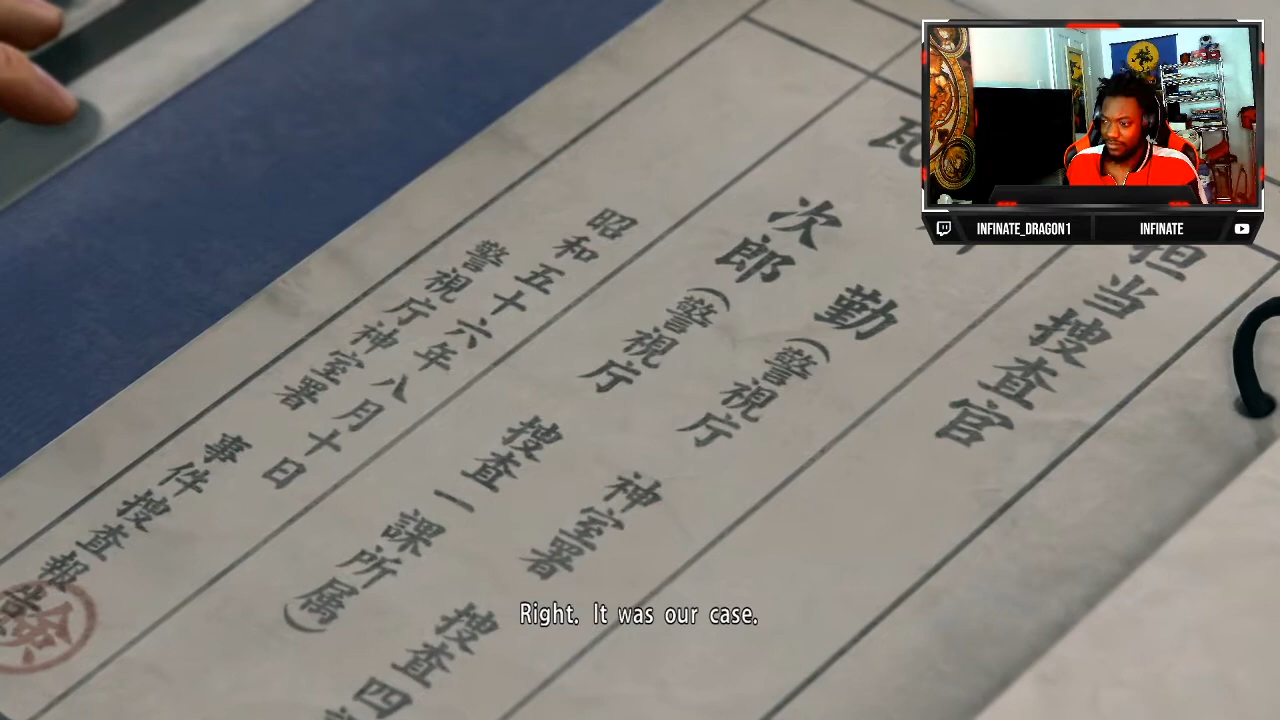 担当捜査官
勤（警視庁 神室署 捜査四
次郎（警視庁 捜査一課所属）
昭和五十六年八月十日
警視庁神室署 事件捜査報告
検
Right. It was our case.
INFINATE_DRAGON1
INFINATE